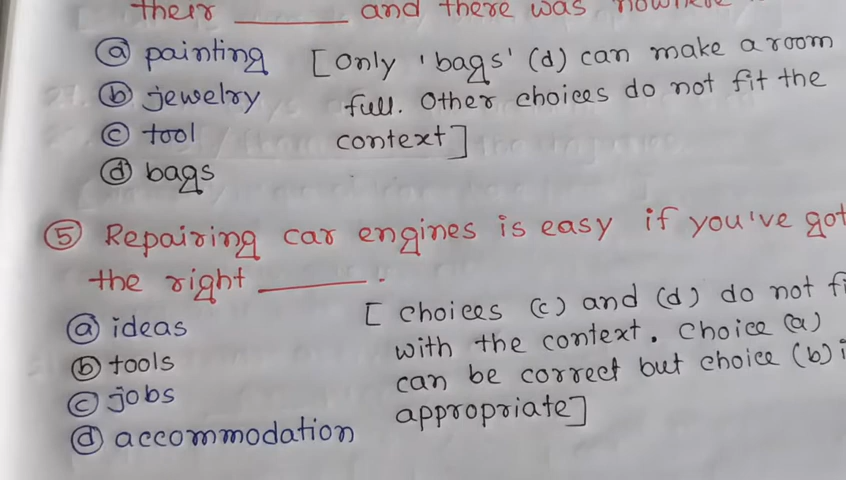 their ______ and there was
ⓐ painting [Only 'bags' (d) can make a room
ⓑ jewelry full. Other choices do not fit the
ⓒ tool context]
ⓓ bags
⑤ Repairing car engines is easy if you've got
the right ______.
ⓐ ideas [choices (c) and (d) do not
ⓑ tools with the context. Choice (a)
ⓒ jobs can be correct but choice (b)
ⓓ accommodation appropriate]